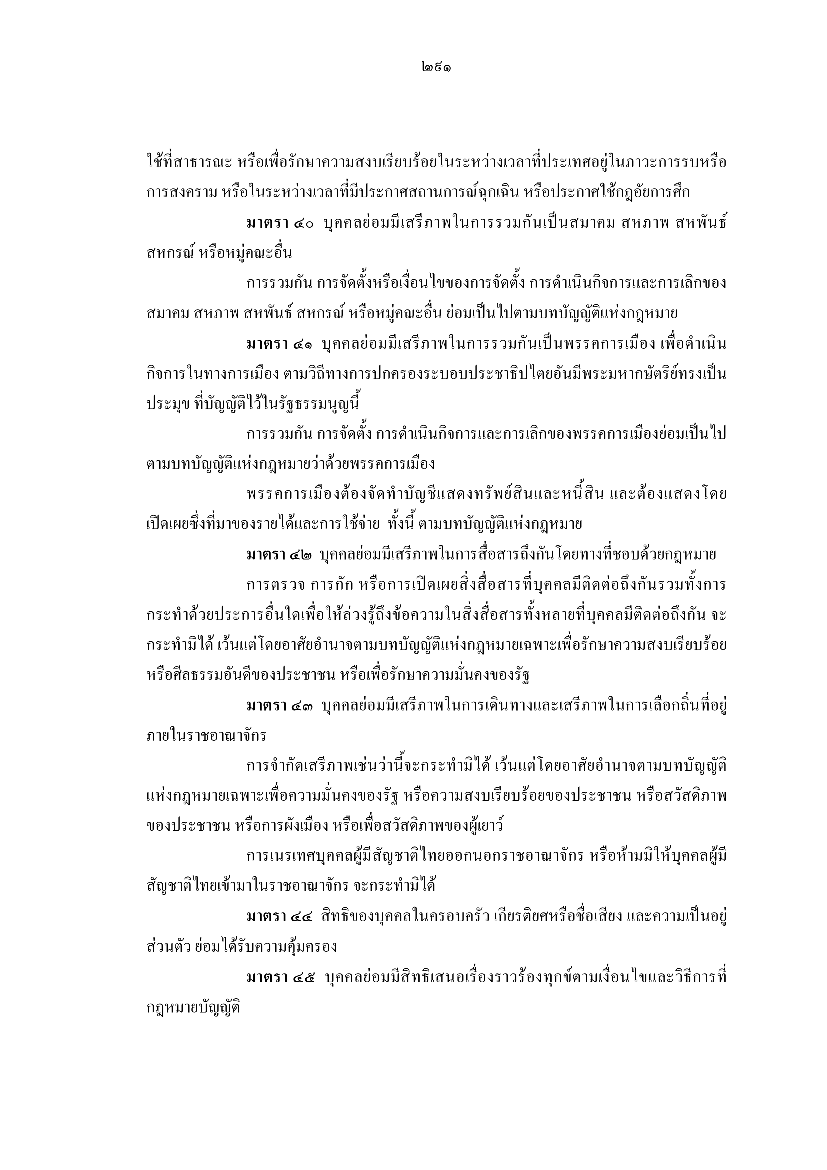 ๒๙๑
ใช้ที่สาธารณะ หรือเพื่อรักษาความสงบเรียบร้อยในระหว่างเวลาที่ประเทศอยู่ในภาวะการรบหรือ
การสงคราม หรือในระหว่างเวลาที่มีประกาศสถานการณ์ฉุกเฉิน หรือประกาศใช้กฎอัยการศึก
มาตรา ๔๐ บุคคลย่อมมีเสรีภาพในการรวมกันเป็นสมาคม สหภาพ สหพันธ์
สหกรณ์ หรือหมู่คณะอื่น
การรวมกัน การจัดตั้งหรือเงื่อนไขของการจัดตั้ง การดำเนินกิจการและการเลิกของ
สมาคม สหภาพ สหพันธ์ สหกรณ์ หรือหมู่คณะอื่น ย่อมเป็นไปตามบทบัญญัติแห่งกฎหมาย
มาตรา ๔๑ บุคคลย่อมมีเสรีภาพในการรวมกันเป็นพรรคการเมือง เพื่อดำเนิน
กิจการในทางการเมือง ตามวิถีทางการปกครองระบอบประชาธิปไตยอันมีพระมหากษัตริย์ทรงเป็น
ประมุข ที่บัญญัติไว้ในรัฐธรรมนูญนี้
การรวมกัน การจัดตั้ง การดำเนินกิจการและการเลิกของพรรคการเมืองย่อมเป็นไป
ตามบทบัญญัติแห่งกฎหมายว่าด้วยพรรคการเมือง
พรรคการเมืองต้องจัดทำบัญชีแสดงทรัพย์สินและหนี้สิน และต้องแสดงโดย
เปิดเผยซึ่งที่มาของรายได้และการใช้จ่าย ทั้งนี้ ตามบทบัญญัติแห่งกฎหมาย
มาตรา ๔๒ บุคคลย่อมมีเสรีภาพในการสื่อสารถึงกันโดยทางที่ชอบด้วยกฎหมาย
การตรวจ การกัก หรือการเปิดเผยสิ่งสื่อสารที่บุคคลมีติดต่อถึงกันรวมทั้งการ
กระทำด้วยประการอื่นใดเพื่อให้ล่วงรู้ถึงข้อความในสิ่งสื่อสารทั้งหลายที่บุคคลมีติดต่อถึงกัน จะ
กระทำมิได้ เว้นแต่โดยอาศัยอำนาจตามบทบัญญัติแห่งกฎหมายเฉพาะเพื่อรักษาความสงบเรียบร้อย
หรือศีลธรรมอันดีของประชาชน หรือเพื่อรักษาความมั่นคงของรัฐ
มาตรา ๔๓ บุคคลย่อมมีเสรีภาพในการเดินทางและเสรีภาพในการเลือกถิ่นที่อยู่
ภายในราชอาณาจักร
การจำกัดเสรีภาพเช่นว่านี้จะกระทำมิได้ เว้นแต่โดยอาศัยอำนาจตามบทบัญญัติ
แห่งกฎหมายเฉพาะเพื่อความมั่นคงของรัฐ หรือความสงบเรียบร้อยของประชาชน หรือสวัสดิภาพ
ของประชาชน หรือการผังเมือง หรือเพื่อสวัสดิภาพของผู้เยาว์
การเนรเทศบุคคลผู้มีสัญชาติไทยออกนอกราชอาณาจักร หรือห้ามมิให้บุคคลผู้มี
สัญชาติไทยเข้ามาในราชอาณาจักร จะกระทำมิได้
มาตรา ๔๔ สิทธิของบุคคลในครอบครัว เกียรติยศหรือชื่อเสียง และความเป็นอยู่
ส่วนตัว ย่อมได้รับความคุ้มครอง
มาตรา ๔๕ บุคคลย่อมมีสิทธิเสนอเรื่องราวร้องทุกข์ตามเงื่อนไขและวิธีการที่
กฎหมายบัญญัติ